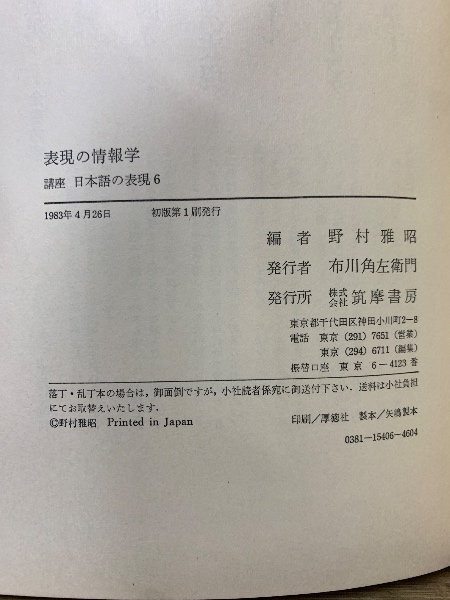 表現の情報学
講座 日本語の表現6
1983年4月26日 初版第1刷発行
編者 野村雅昭
発行者 布川角左衛門
発行所 株式会社 筑摩書房
東京都千代田区神田小川町2-8
電話 東京 (291) 7651 (営業)
東京 (294) 6711 (編集)
振替口座 東京 6-4123
落丁・乱丁本の場合は,御面倒ですが,小社読者係宛に御送付下さい.送料は小社負担
にてお取替えいたします.
©野村雅昭 Printed in Japan
印刷/厚徳社 製本/矢嶋製本
0381-15406-4604